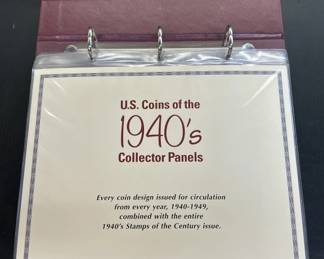 U.S. Coins of the
1940's
Collector Panels
Every coin design issued for circulation
from every year, 1940-1949,
combined with the entire
1940's Stamps of the Century issue.